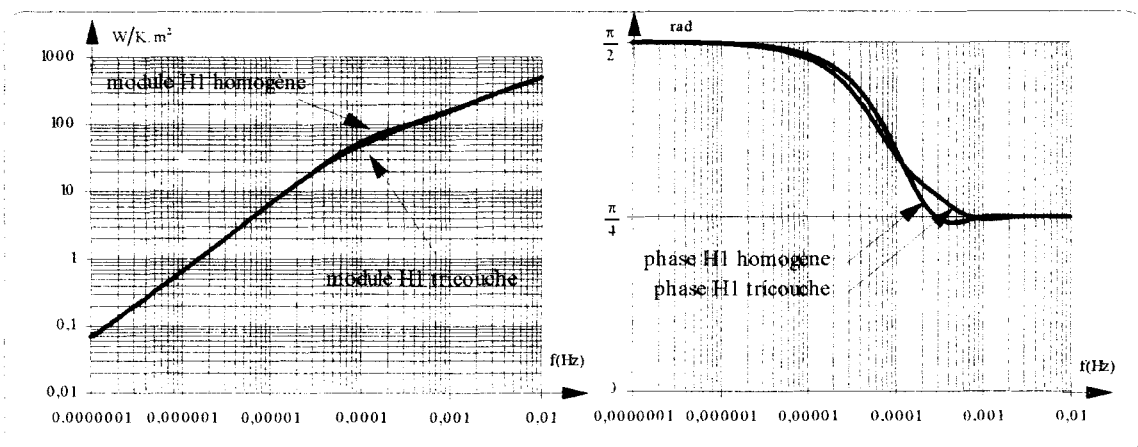 W/K.m²
1000
module H1 homogène
100
10
1
module H1 tricouche
0.1
f(Hz)
0,01
0.0000001 0,000001 0.00001 0,0001 0.001 0.01
rad
π/2
π/4
phase H1 homogène
phase H1 tricouche
f(Hz)
0.0000001 0,000001 0,00001 0.0001 0.001 0,01